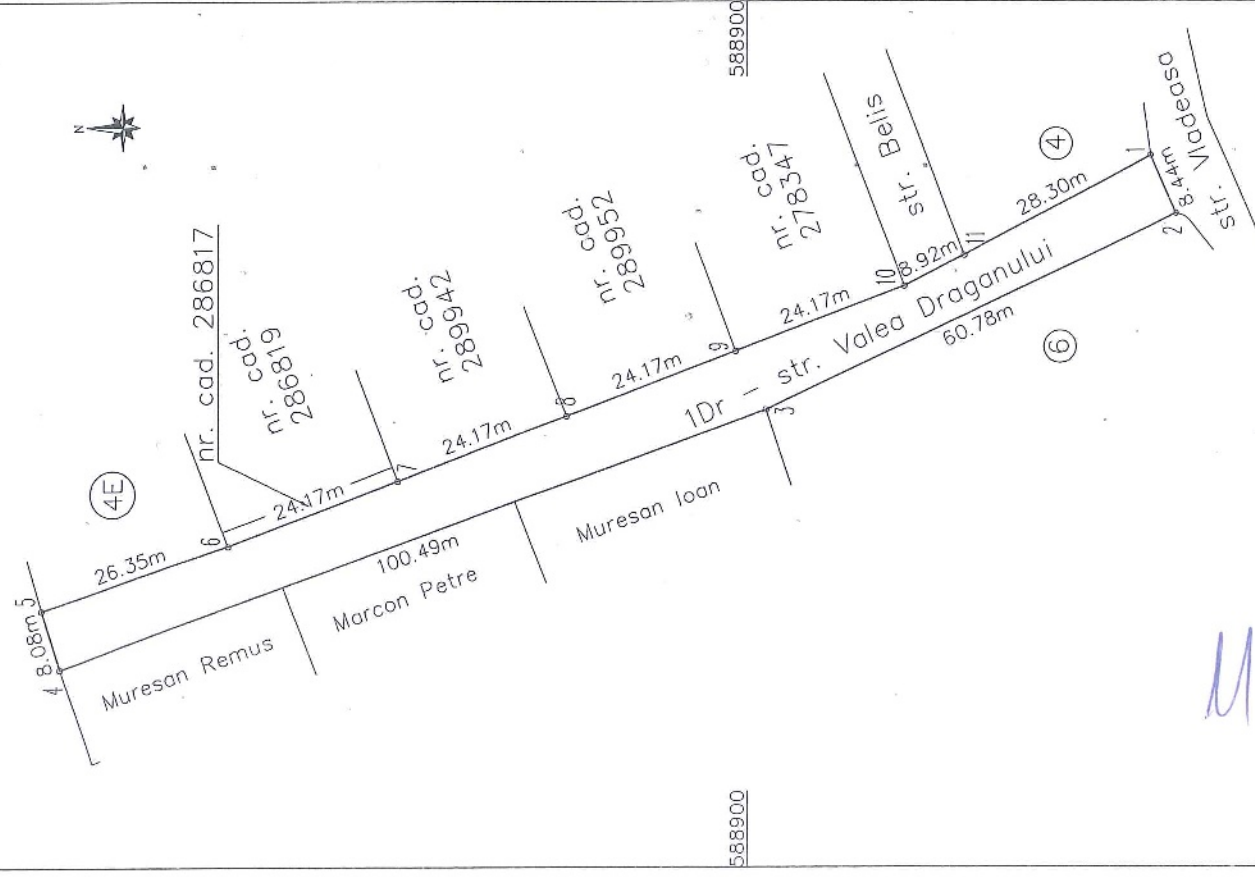 588900
N
nr. cad. 286817
nr. cad.
286819
nr. cad.
289942
nr. cad.
289952
nr. cad.
278347
str. Belis
4E
4
5
8.08m
26.35m
6
24.17m
7
24.17m
8
24.17m
9
24.17m
10
8.92m
11
28.30m
4
1
8.44m
2
str. Vladeasa
1Dr - str. Valea Draganului
60.78m
6
3
100.49m
Muresan Remus
Marcon Petre
Muresan Ioan
588900